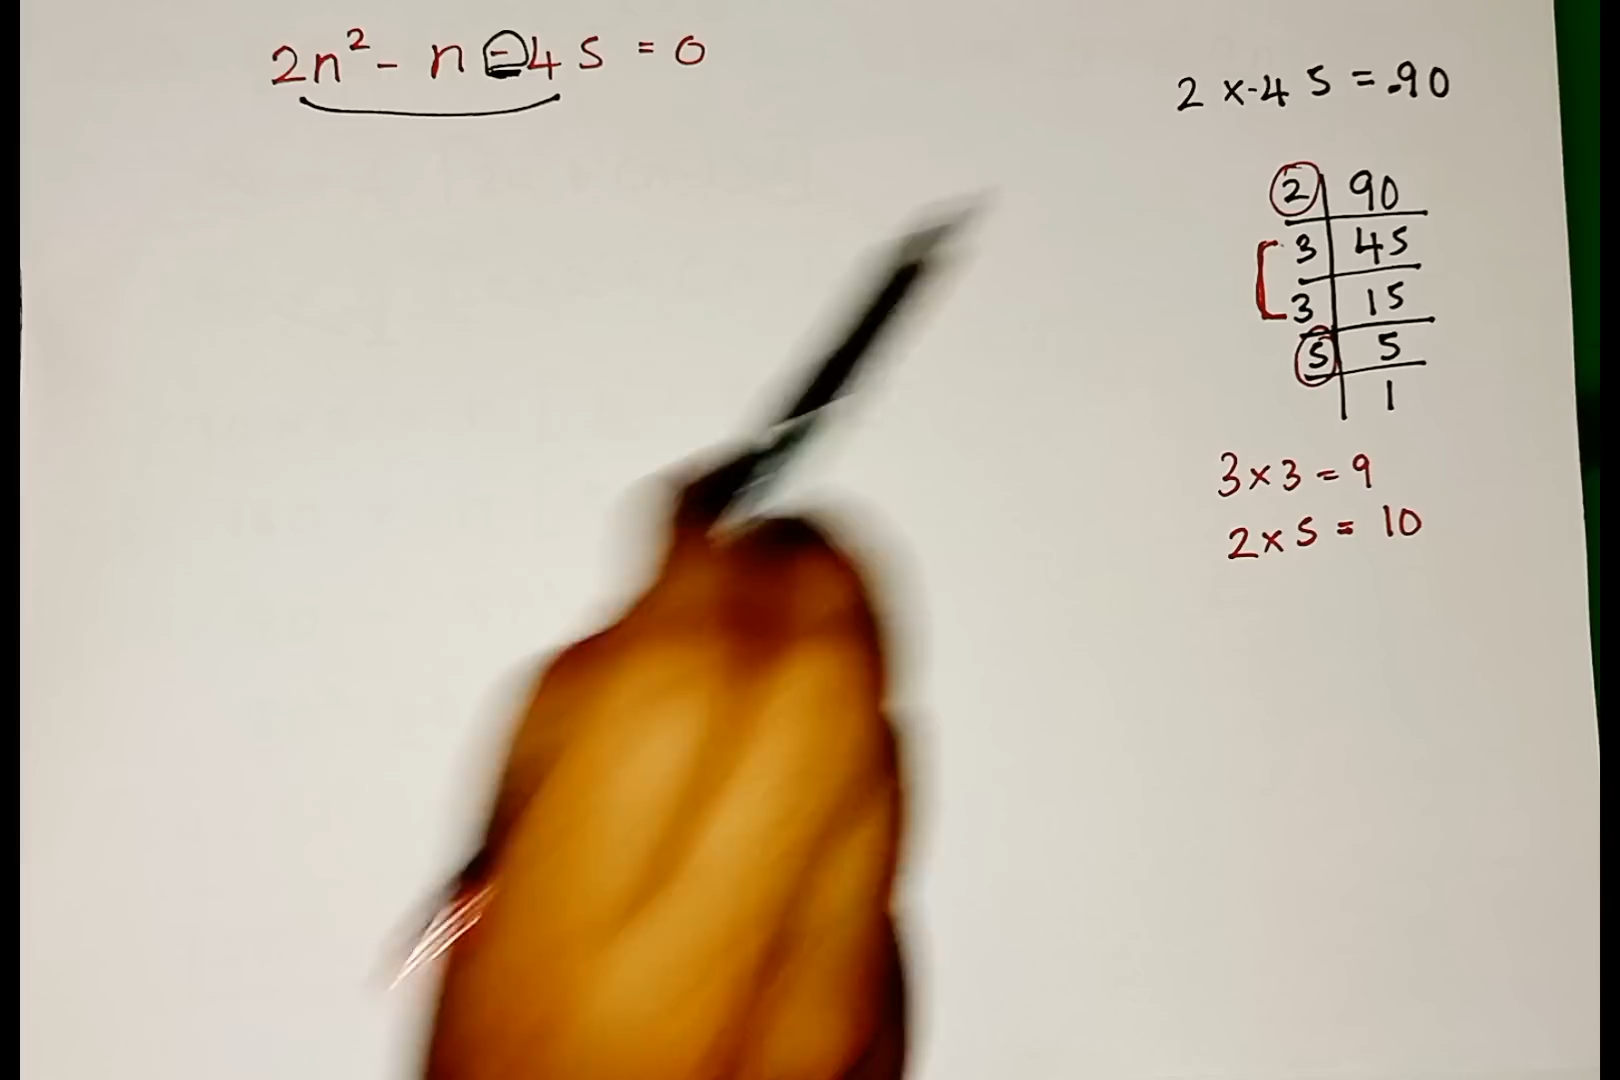 2n² - n - 45 = 0
2 x -45 = -90
2 | 90
3 | 45
3 | 15
5 | 5
| 1
3 x 3 = 9
2 x 5 = 10